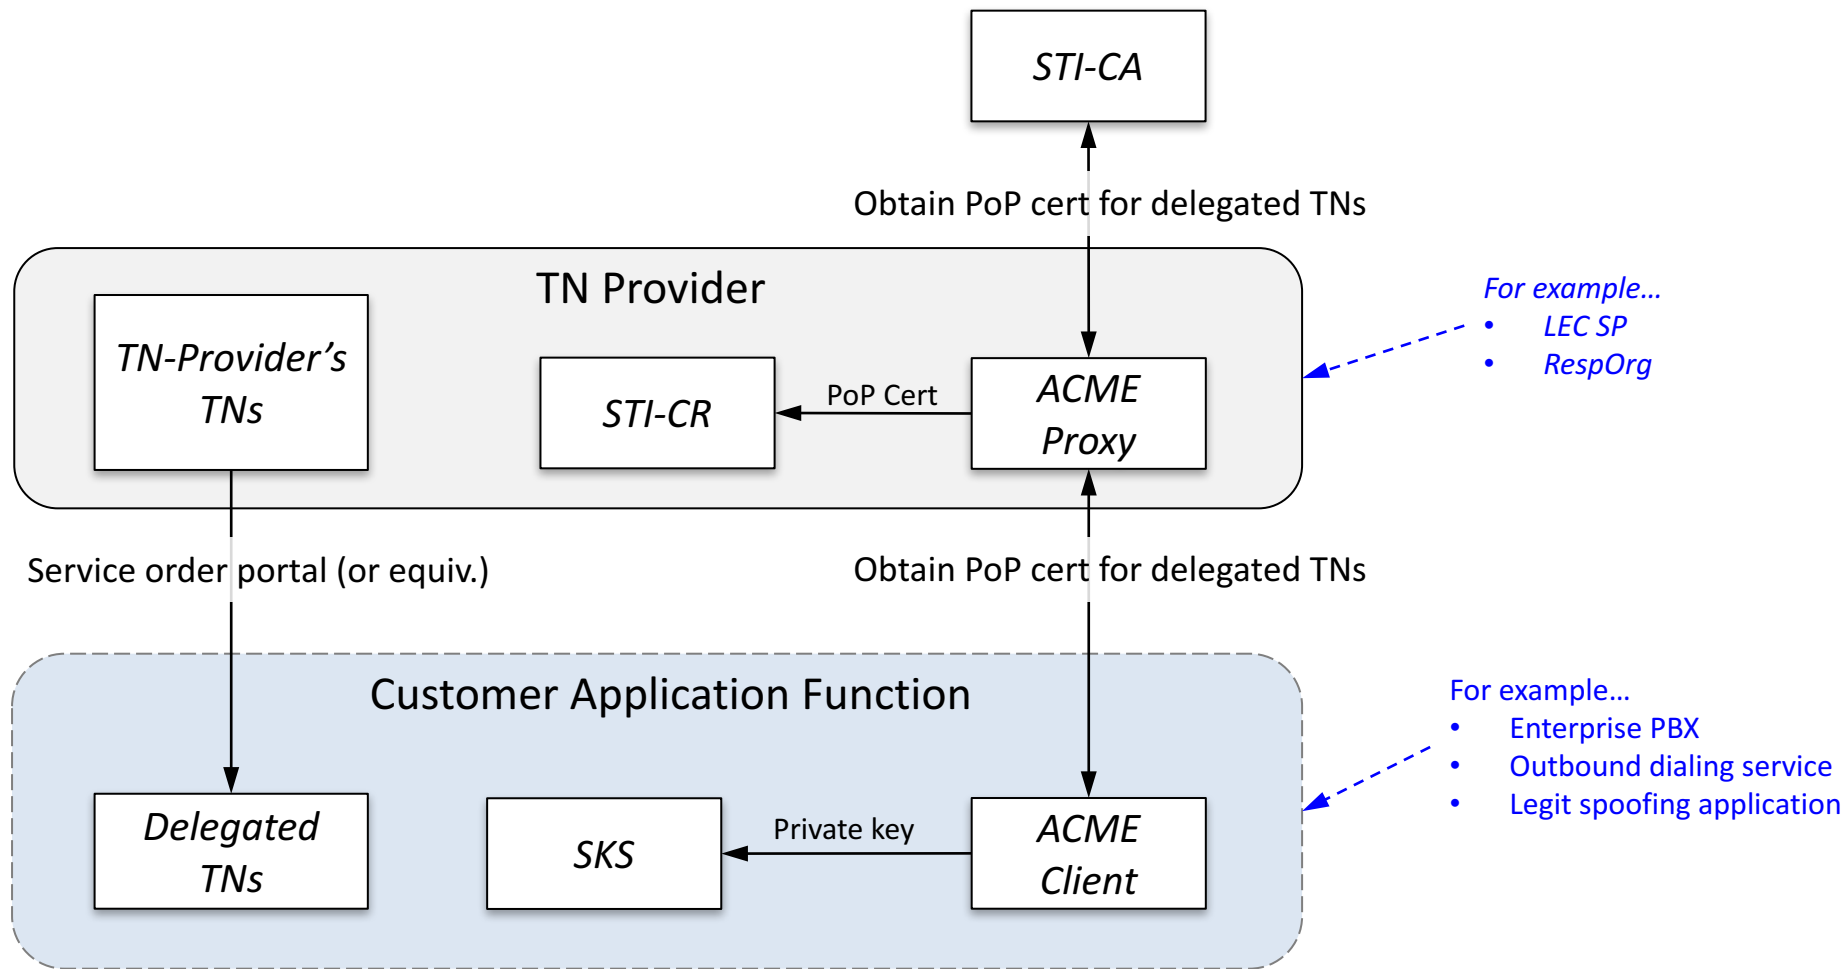 STI-CA
Obtain PoP cert for delegated TNs
TN Provider
TN-Provider’s
TNs
STI-CR
PoP Cert
ACME
Proxy
For example…
• LEC SP
• RespOrg
Service order portal (or equiv.)
Obtain PoP cert for delegated TNs
Customer Application Function
Delegated
TNs
SKS
Private key
ACME
Client
For example…
• Enterprise PBX
• Outbound dialing service
• Legit spoofing application